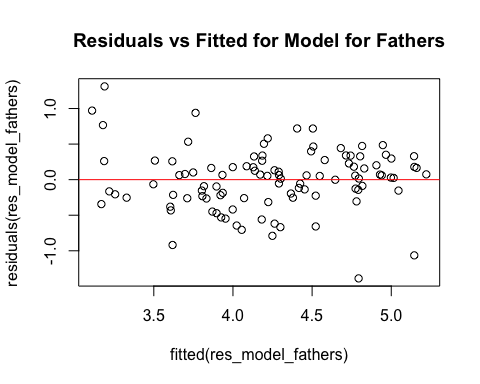 Residuals vs Fitted for Model for Fathers
residuals(res_model_fathers)
1.0
0.0
-1.0
3.5 4.0 4.5 5.0
fitted(res_model_fathers)